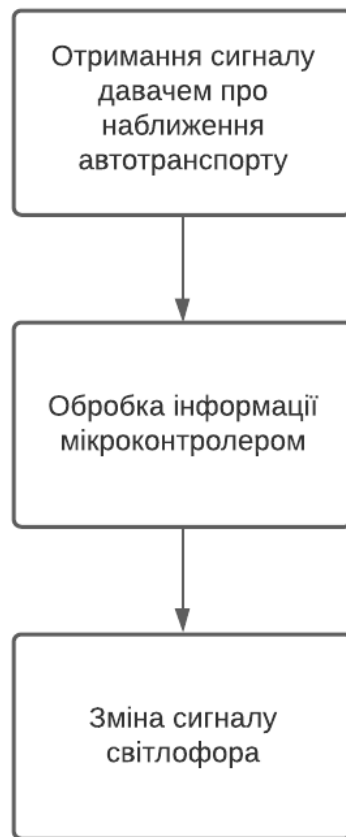 Отримання сигналу
давачем про
наближення
автотранспорту
Обробка інформації
мікроконтролером
Зміна сигналу
світлофора